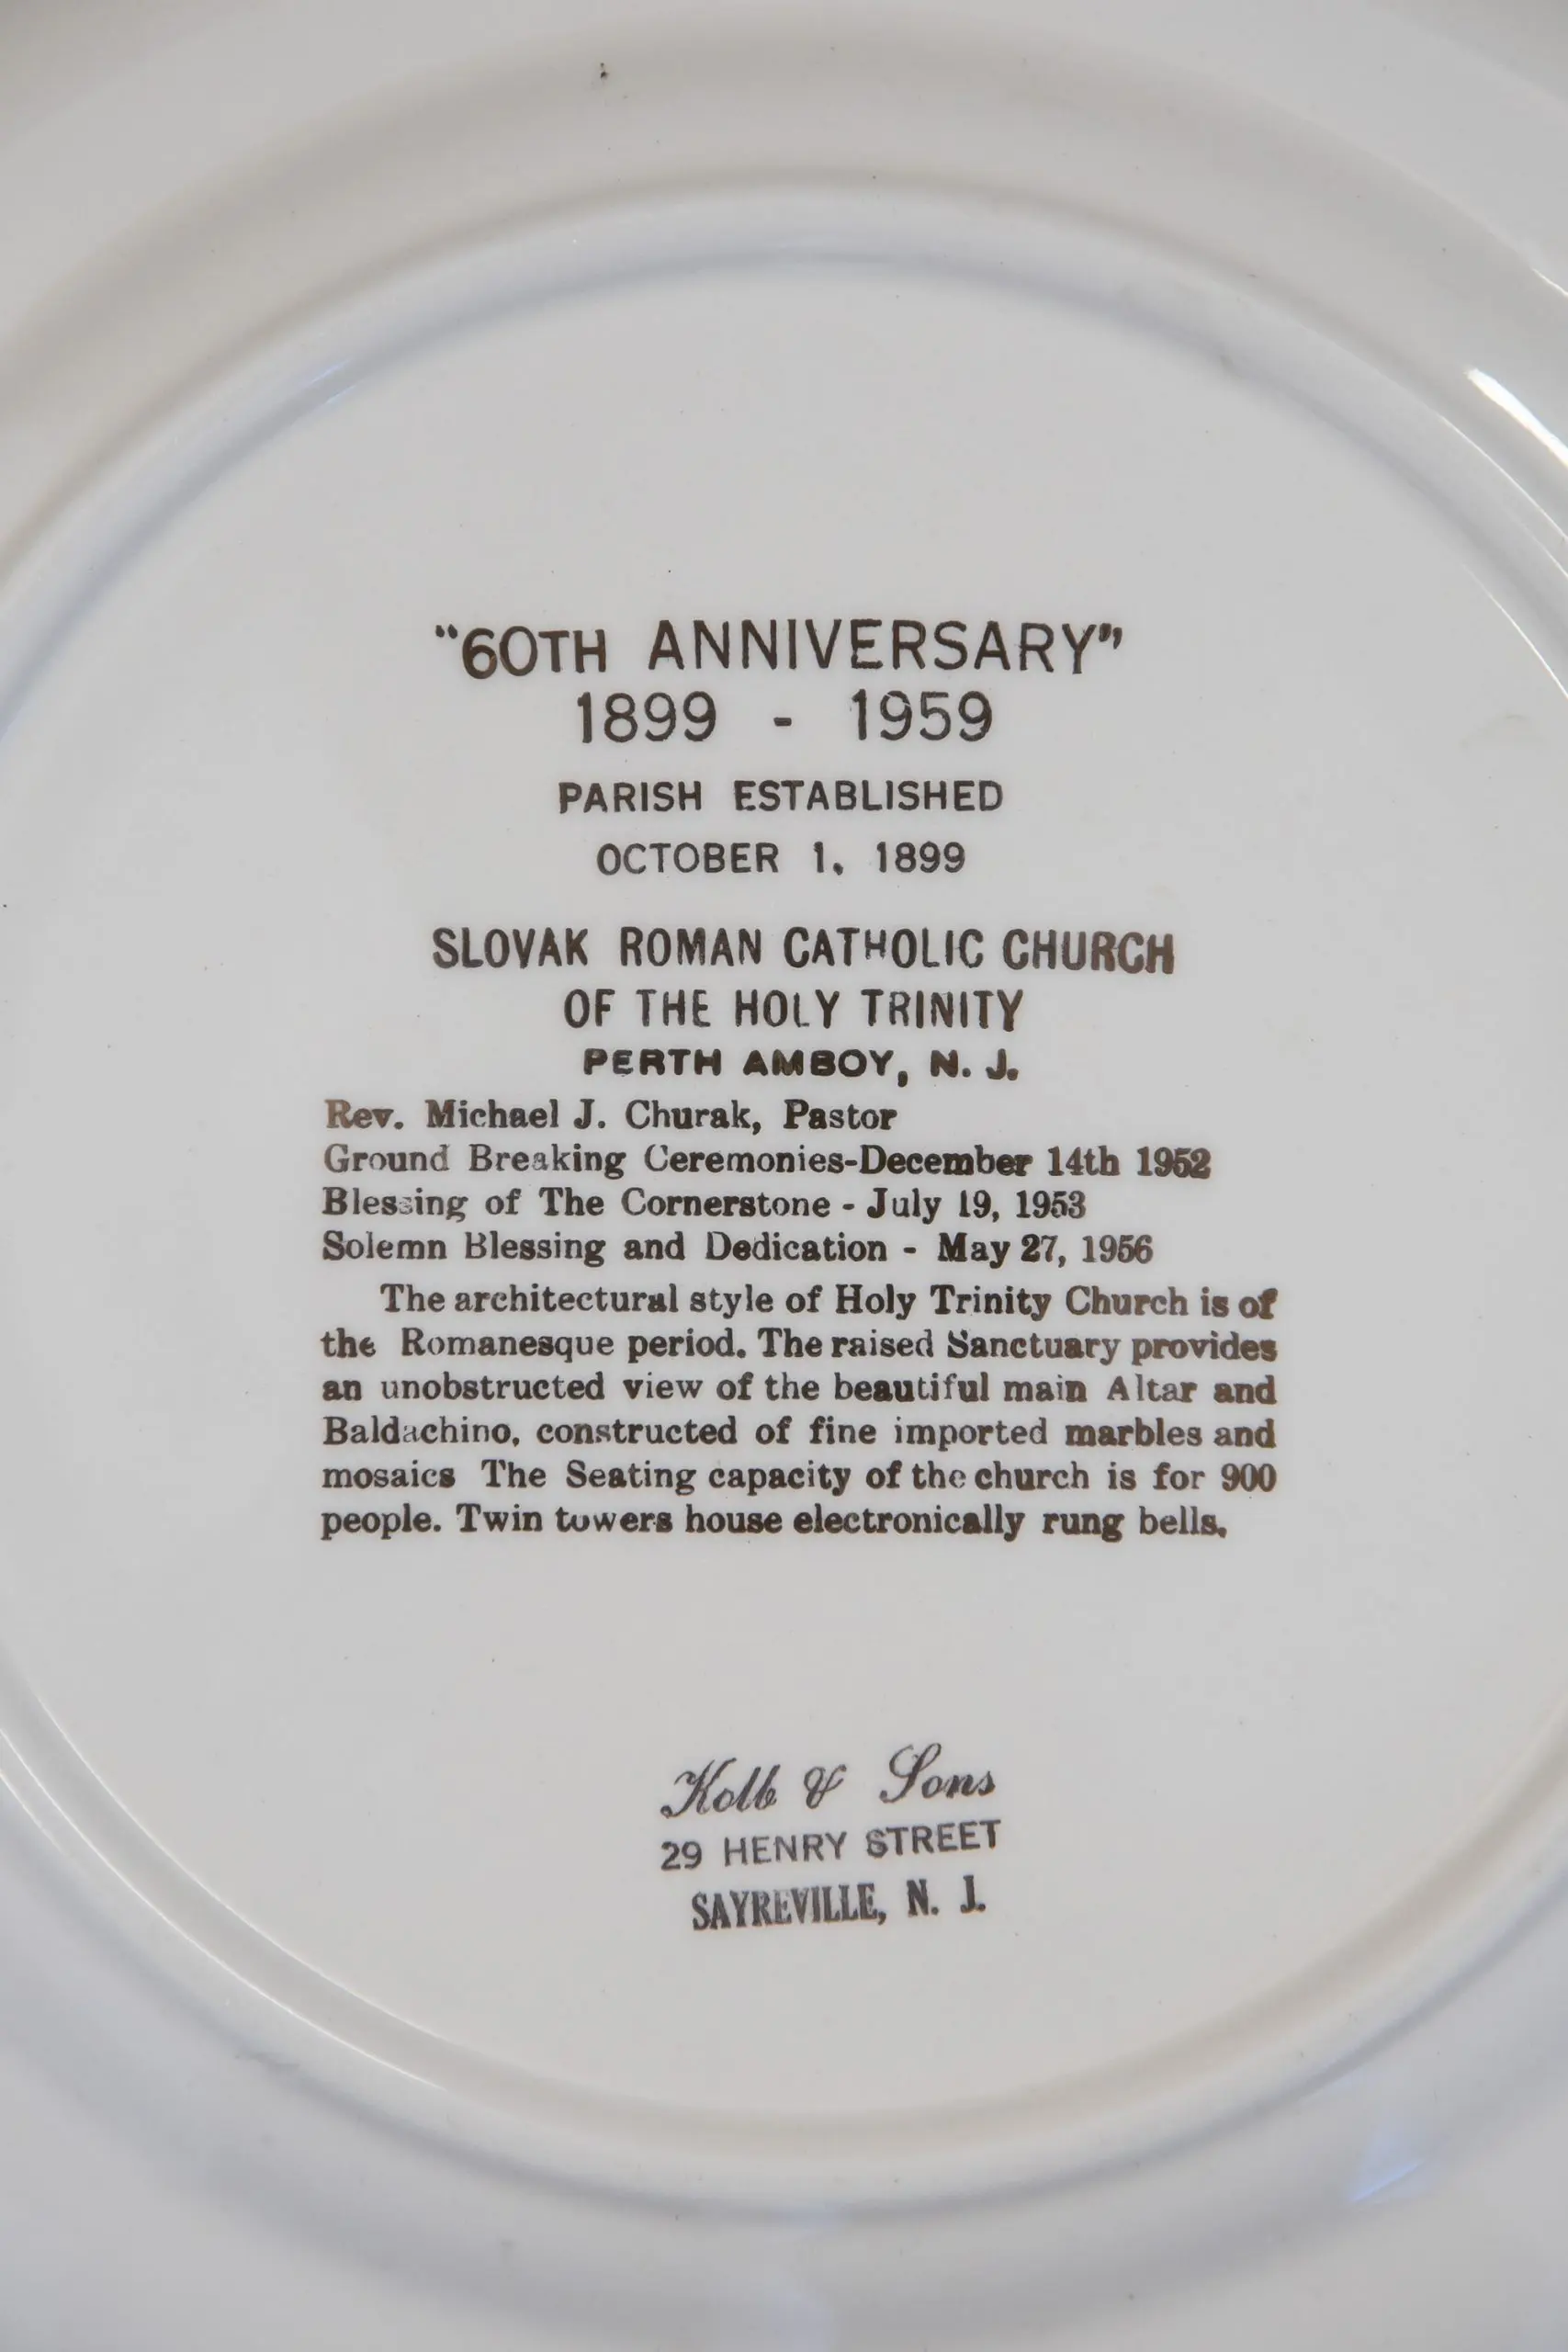 “60TH ANNIVERSARY”
1899 - 1959
PARISH ESTABLISHED
OCTOBER 1, 1899
SLOVAK ROMAN CATHOLIC CHURCH
OF THE HOLY TRINITY
PERTH AMBOY, N. J.
Rev. Michael J. Churak, Pastor
Ground Breaking Ceremonies-December 14th 1952
Blessing of The Cornerstone - July 19, 1953
Solemn Blessing and Dedication - May 27, 1956
The architectural style of Holy Trinity Church is of
the Romanesque period. The raised Sanctuary provides
an unobstructed view of the beautiful main Altar and
Baldachino, constructed of fine imported marbles and
mosaics The Seating capacity of the church is for 900
people. Twin towers house electronically rung bells.
Kolb & Sons
29 HENRY STREET
SAYREVILLE, N. J.